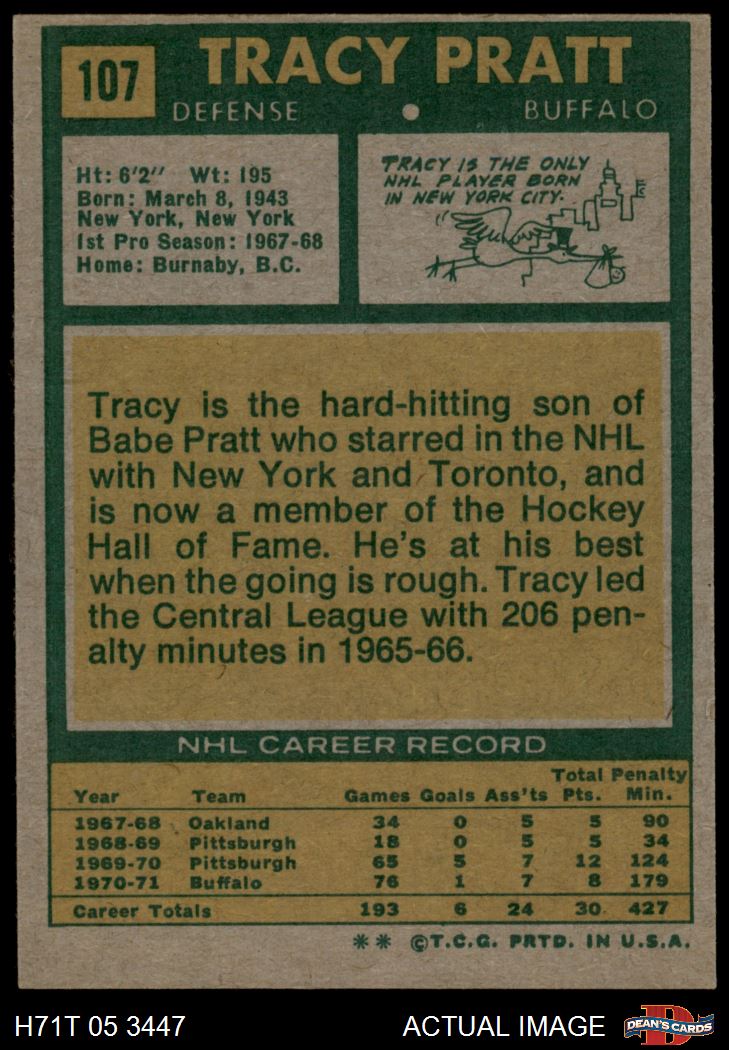 107
TRACY PRATT
DEFENSE • BUFFALO
Ht: 6'2'' Wt: 195
Born: March 8, 1943
New York, New York
1st Pro Season: 1967-68
Home: Burnaby, B.C.
TRACY IS THE ONLY
NHL PLAYER BORN
IN NEW YORK CITY.
Tracy is the hard-hitting son of
Babe Pratt who starred in the NHL
with New York and Toronto, and
is now a member of the Hockey
Hall of Fame. He's at his best
when the going is rough. Tracy led
the Central League with 206 pen-
alty minutes in 1965-66.
NHL CAREER RECORD
Total Penalty
Year Team Games Goals Ass'ts Pts. Min.
1967-68 Oakland 34 0 5 5 90
1968-69 Pittsburgh 18 0 5 5 34
1969-70 Pittsburgh 65 5 7 12 124
1970-71 Buffalo 76 1 7 8 179
Career Totals 193 6 24 30 427
** ©T.C.G. PRTD. IN U.S.A.
H71T 05 3447 ACTUAL IMAGE
D
DEAN'S CARDS